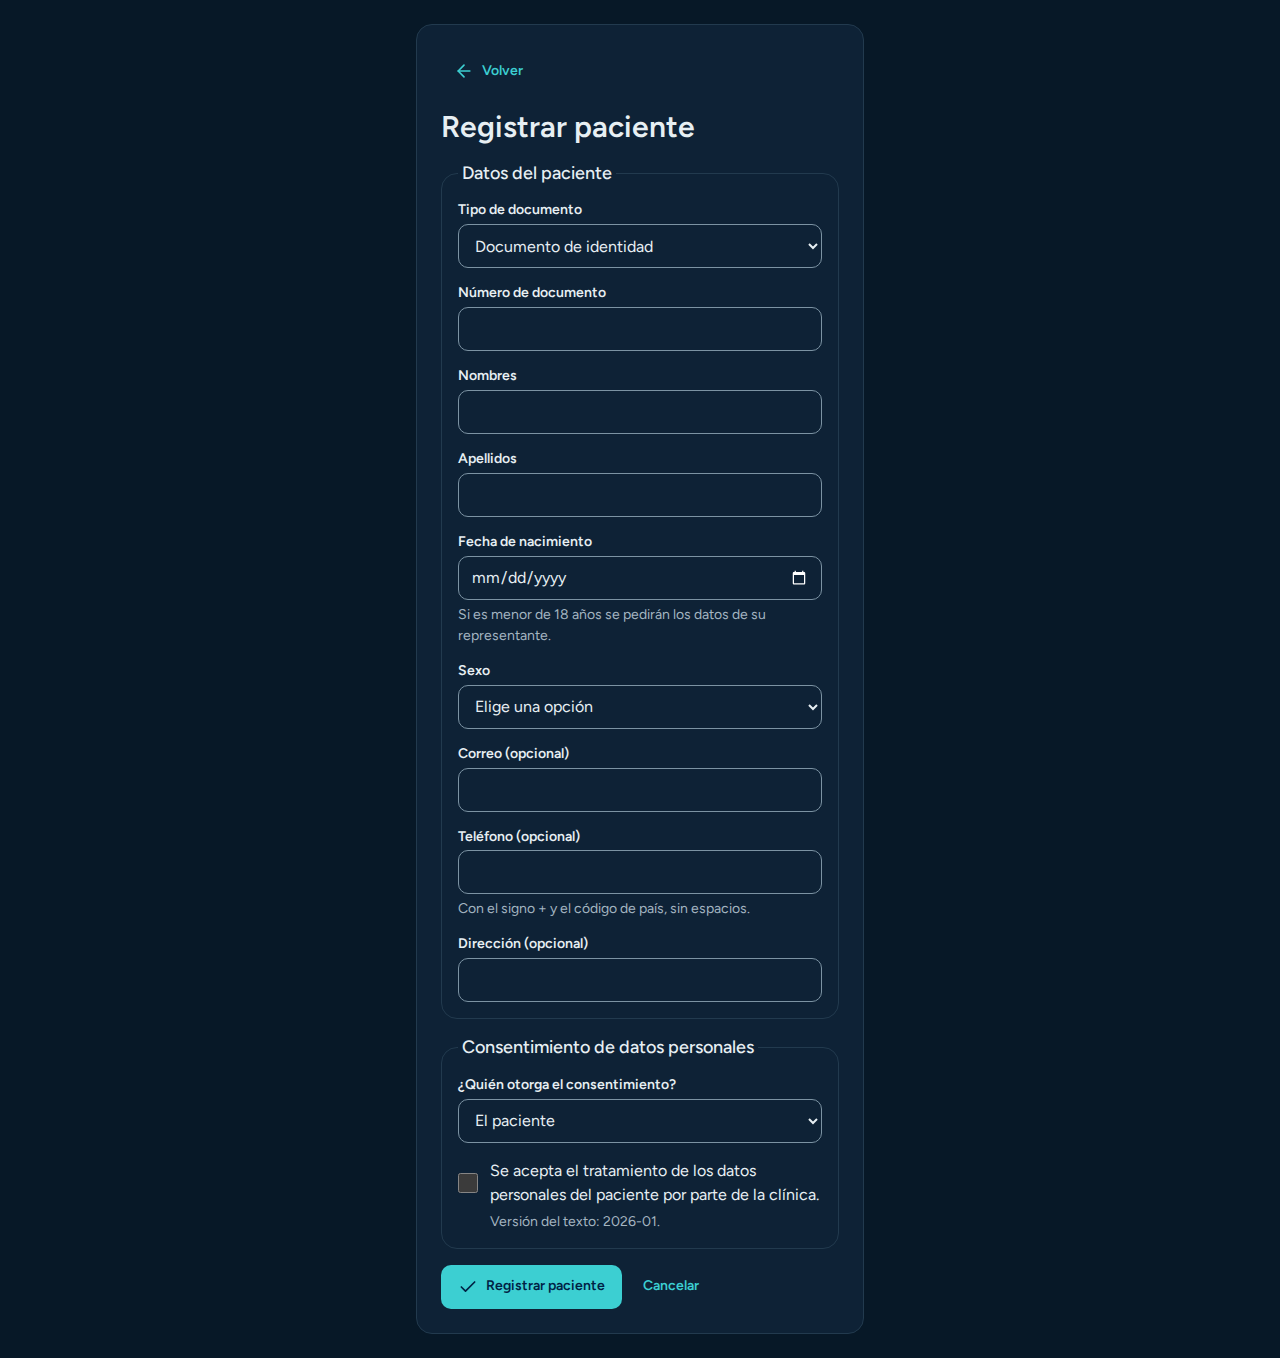 Volver
Registrar paciente
Datos del paciente
Tipo de documento
Documento de identidad
Número de documento
Nombres
Apellidos
Fecha de nacimiento
mm/dd/yyyy
Si es menor de 18 años se pedirán los datos de su
representante.
Sexo
Elige una opción
Correo (opcional)
Teléfono (opcional)
Con el signo + y el código de país, sin espacios.
Dirección (opcional)
Consentimiento de datos personales
¿Quién otorga el consentimiento?
El paciente
Se acepta el tratamiento de los datos
personales del paciente por parte de la clínica.
Versión del texto: 2026-01.
Registrar paciente
Cancelar